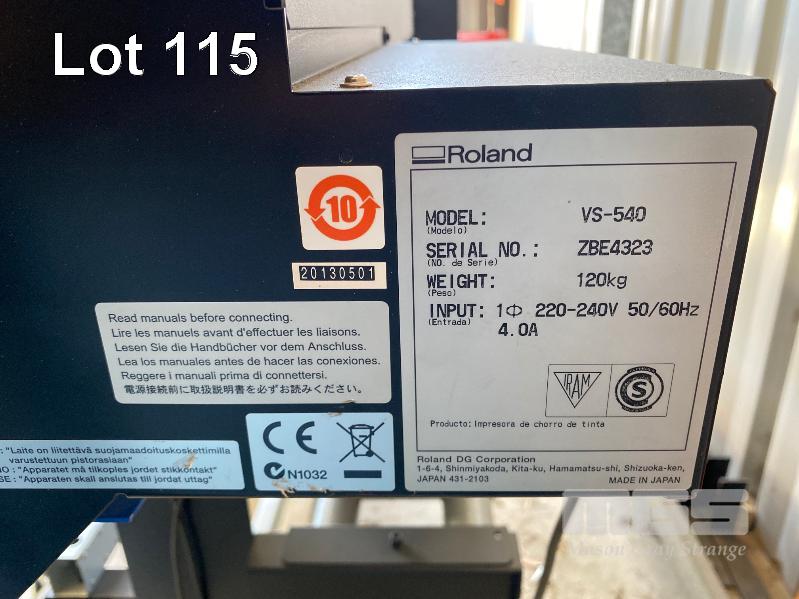 Lot 115
Roland
10
20130501
MODEL: VS-540
(Modelo)
SERIAL NO.: ZBE4323
(NO. de Serie)
WEIGHT: 120kg
(Peso)
INPUT: 1Φ 220-240V 50/60Hz
(Entrada) 4.0A
IRAM
S
Producto: Impresora de chorro de tinta
Roland DG Corporation
1-6-4, Shinmiyakoda, Kita-ku, Hamamatsu-shi, Shizuoka-ken,
JAPAN 431-2103 MADE IN JAPAN
Read manuals before connecting.
Lire les manuels avant d'effectuer les liaisons.
Lesen Sie die Handbücher vor dem Anschluss.
Lea los manuales antes de hacer las conexiones.
Reggere i manuali prima di connettersi.
電源接続前に取扱説明書を必ずお読みください。
CE
N1032
: "Laite on liitettävä suojamaadoituskoskettimilla
varustettuun pistorasiaan"
NO : "Apparatet må tilkoples jordet stikkontakt"
SE : "Apparaten skall anslutas till jordat uttag"
MGS
Mason Gray Strange